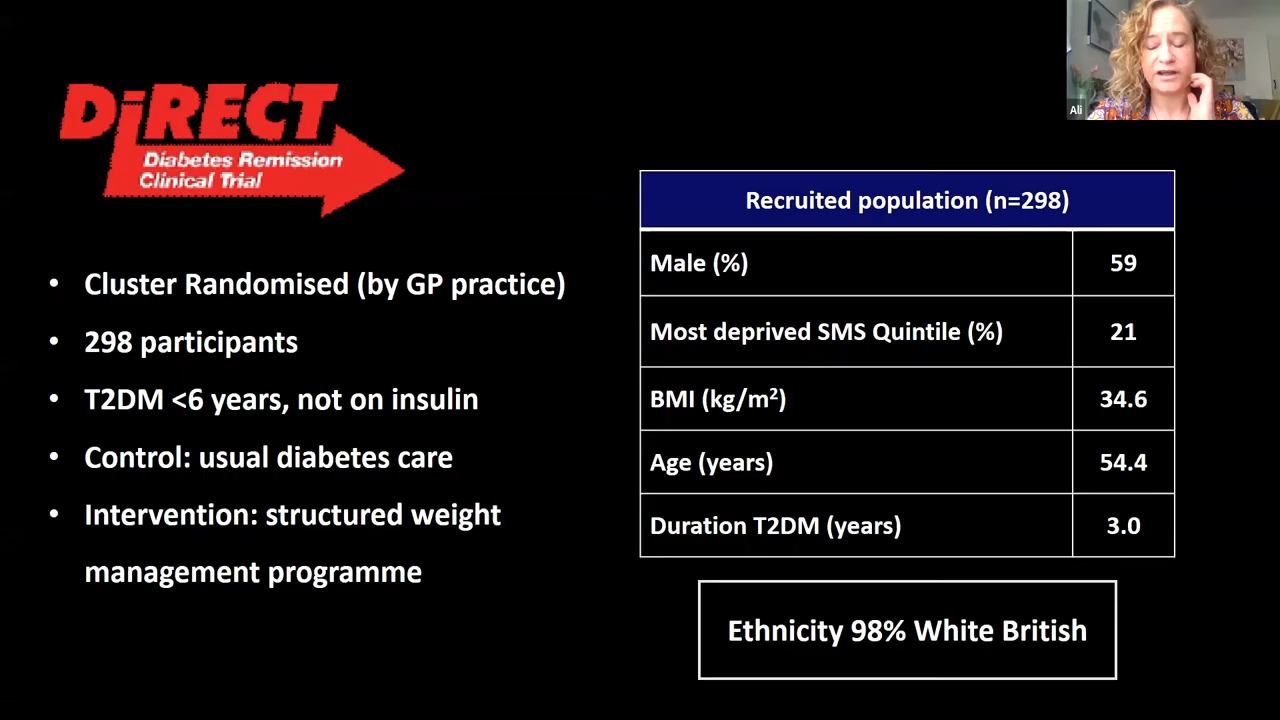 Ali
DiRECT
Diabetes Remission
Clinical Trial
• Cluster Randomised (by GP practice)
• 298 participants
• T2DM <6 years, not on insulin
• Control: usual diabetes care
• Intervention: structured weight
management programme
Recruited population (n=298)
Male (%) 59
Most deprived SMS Quintile (%) 21
BMI (kg/m²) 34.6
Age (years) 54.4
Duration T2DM (years) 3.0
Ethnicity 98% White British